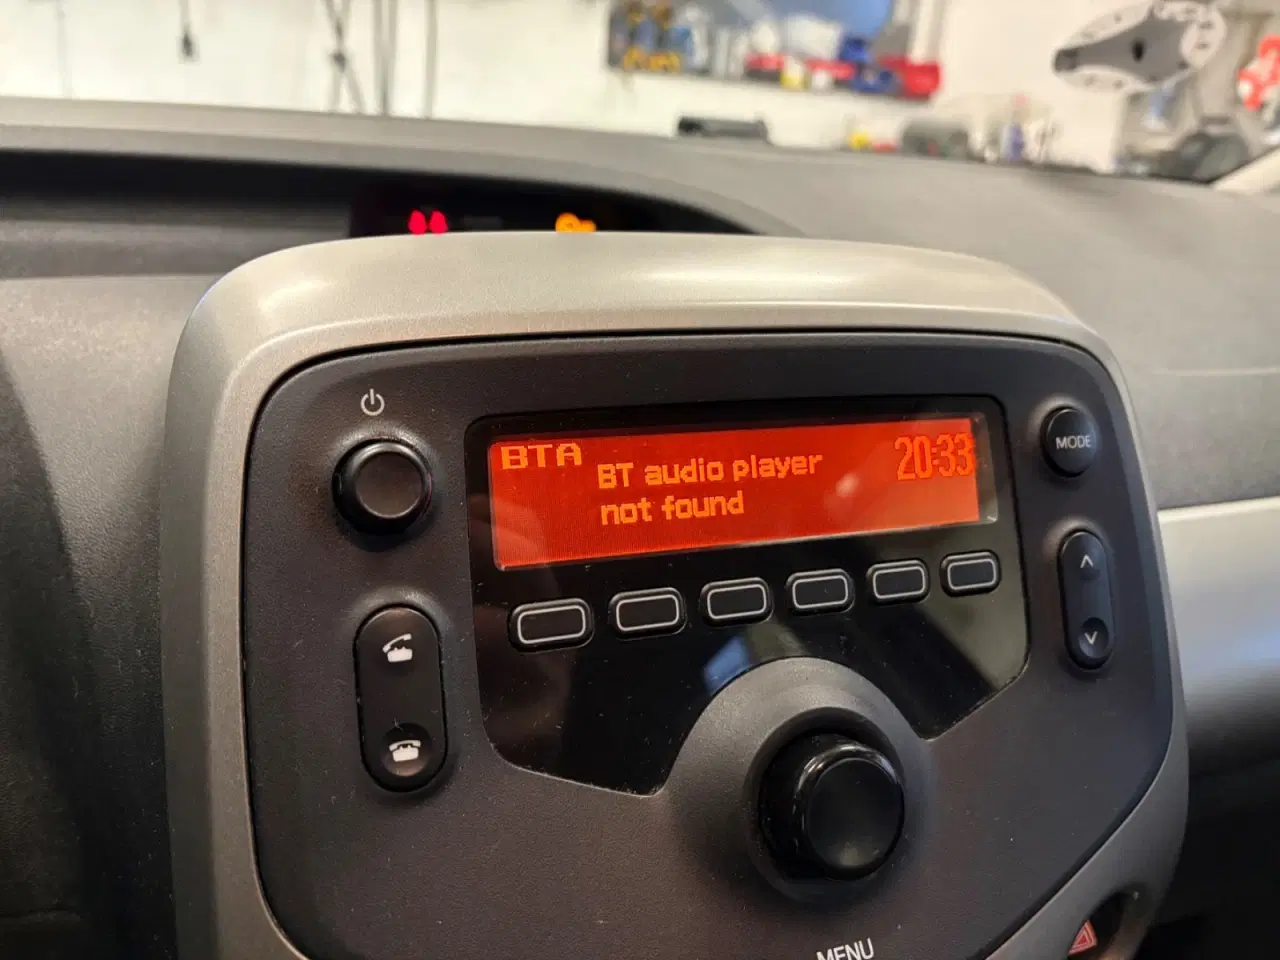 BTA
20:33
BT audio player
not found
MODE
MENU